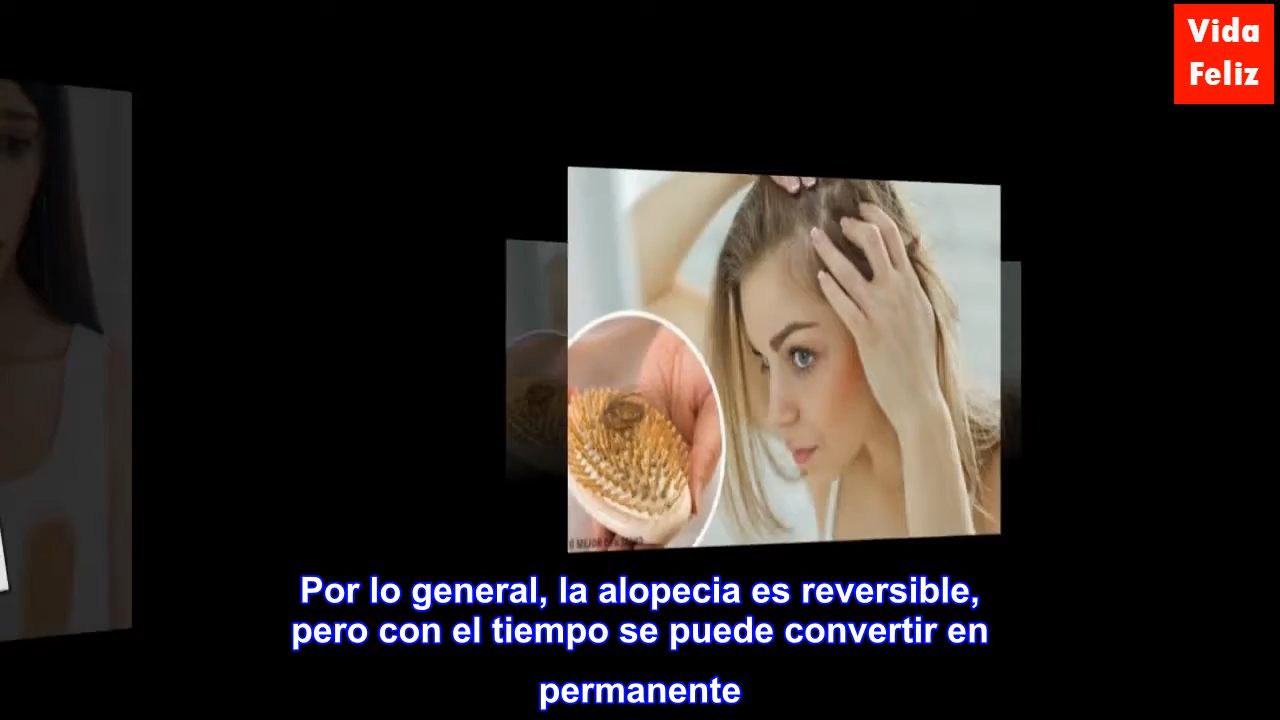 Vida
Feliz
Por lo general, la alopecia es reversible,
pero con el tiempo se puede convertir en
permanente